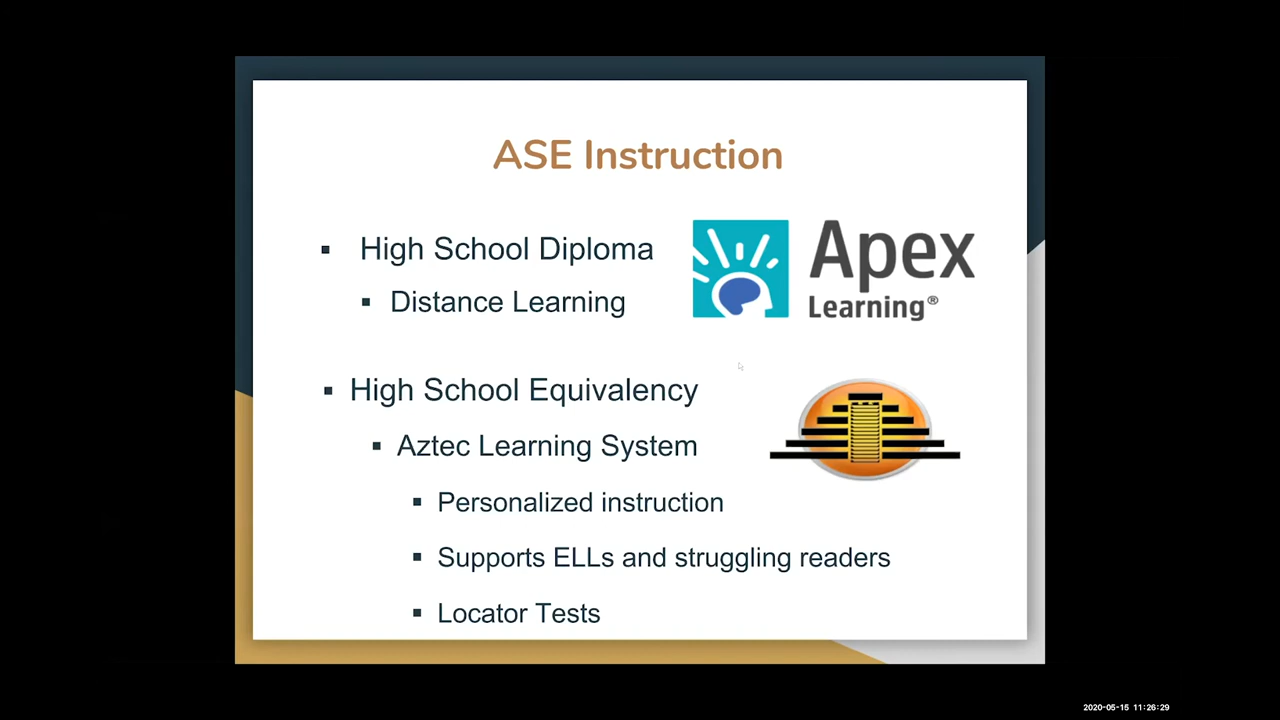 ASE Instruction
▪ High School Diploma
▪ Distance Learning
Apex
Learning®
▪ High School Equivalency
▪ Aztec Learning System
▪ Personalized instruction
▪ Supports ELLs and struggling readers
▪ Locator Tests
2020-05-15 11:26:29